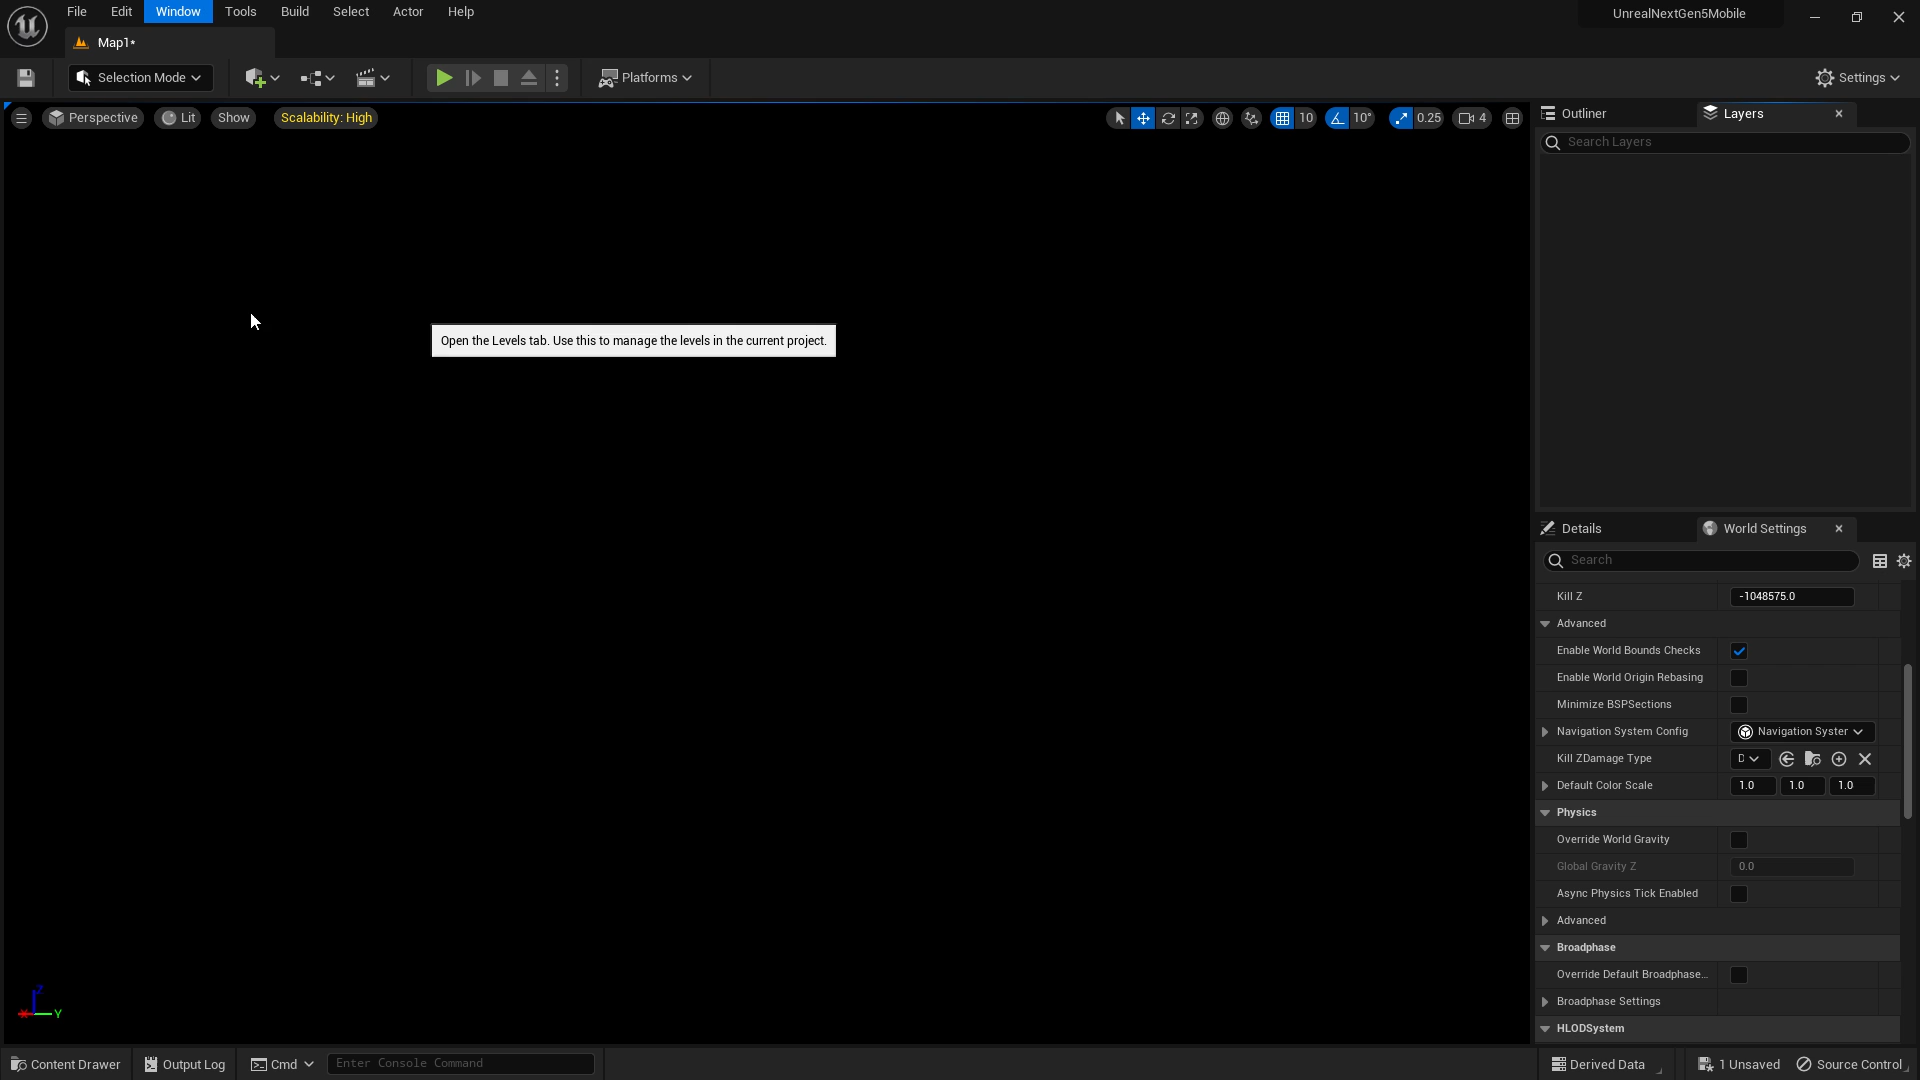 File Edit Window Tools Build Select Actor Help
UnrealNextGen5Mobile
Map1*
Selection Mode
Platforms
Settings
Perspective Lit Show Scalability: High
10 10° 0.25 4
Outliner Layers
Search Layers
Open the Levels tab. Use this to manage the levels in the current project.
Details World Settings
Search
Kill Z -1048575.0
Advanced
Enable World Bounds Checks
Enable World Origin Rebasing
Minimize BSPSections
Navigation System Config Navigation Syster
Kill ZDamage Type D
Default Color Scale 1.0 1.0 1.0
Physics
Override World Gravity
Global Gravity Z 0.0
Async Physics Tick Enabled
Advanced
Broadphase
Override Default Broadphase...
Broadphase Settings
HLODSystem
Z
X Y
Content Drawer Output Log Cmd Enter Console Command
Derived Data 1 Unsaved Source Control